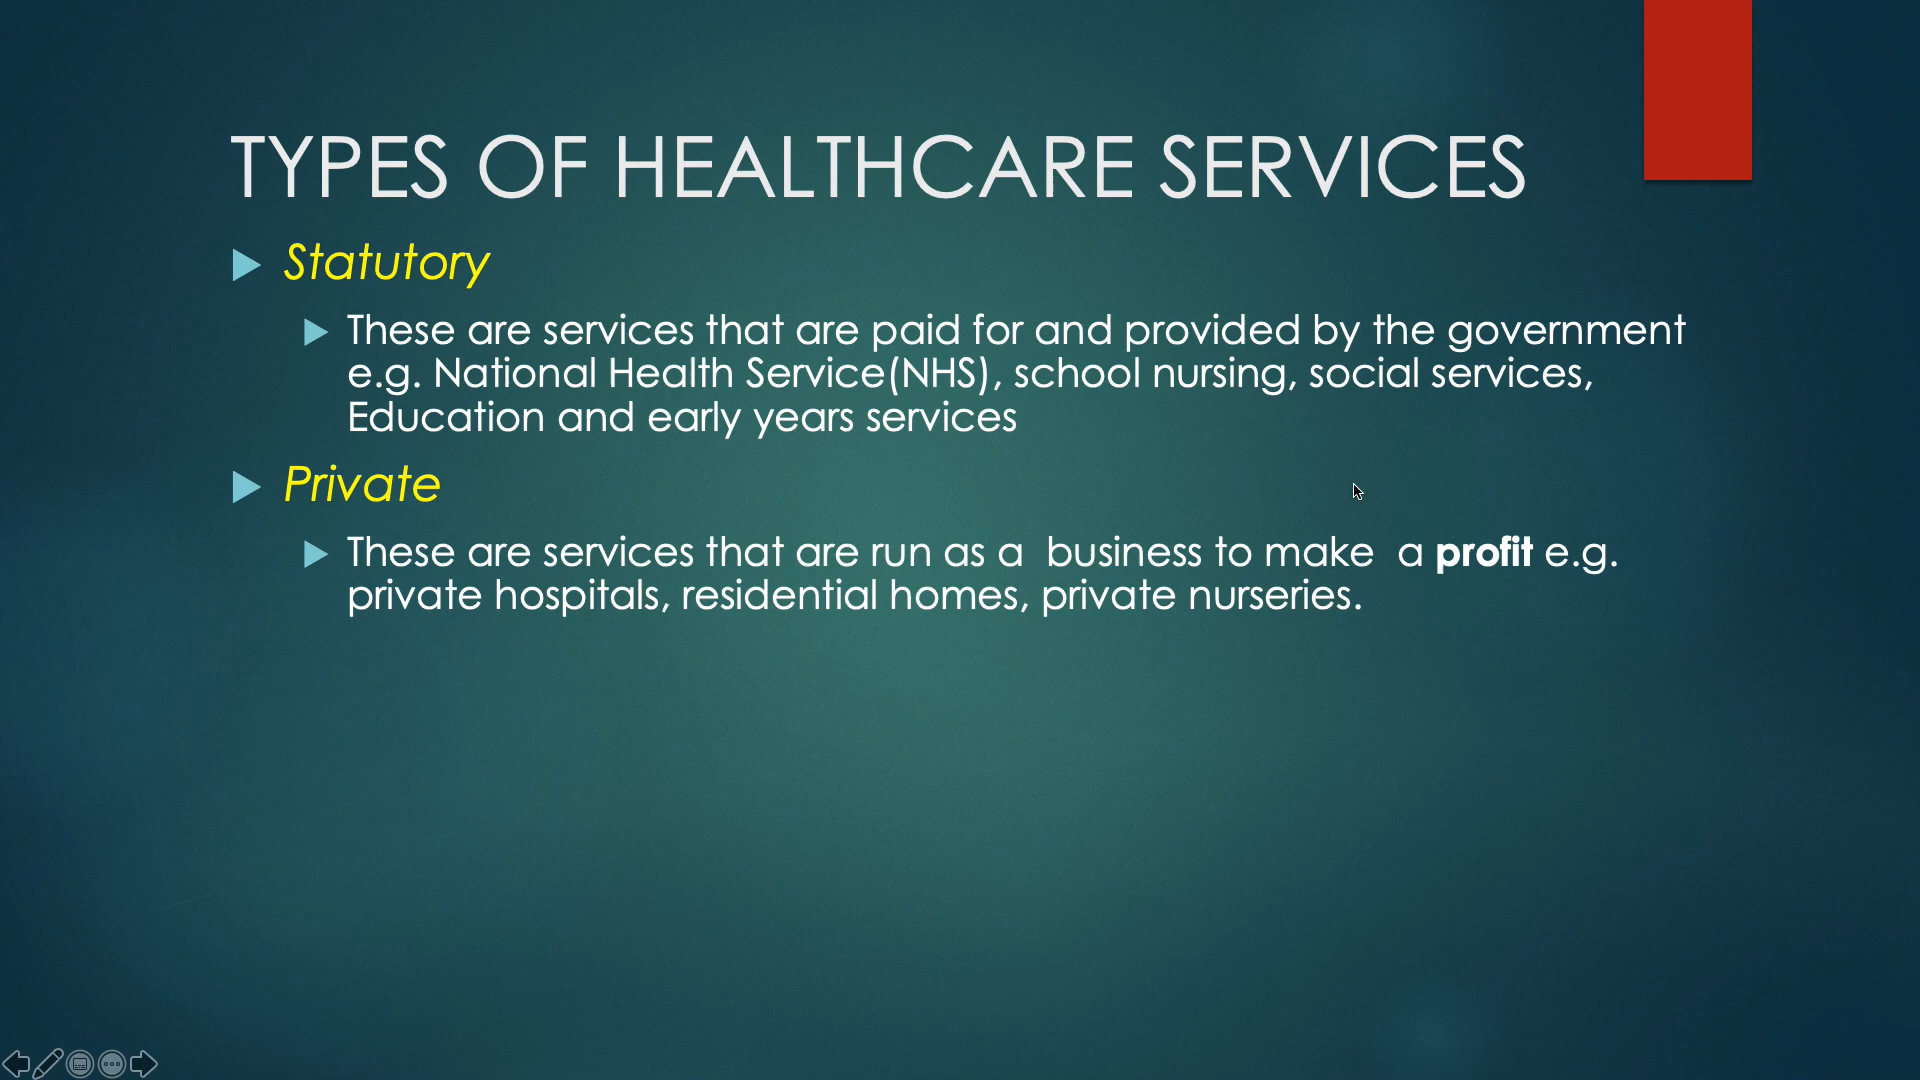 TYPES OF HEALTHCARE SERVICES
Statutory
These are services that are paid for and provided by the government
e.g. National Health Service(NHS), school nursing, social services,
Education and early years services
Private
These are services that are run as a  business to make  a profit e.g.
private hospitals, residential homes, private nurseries.